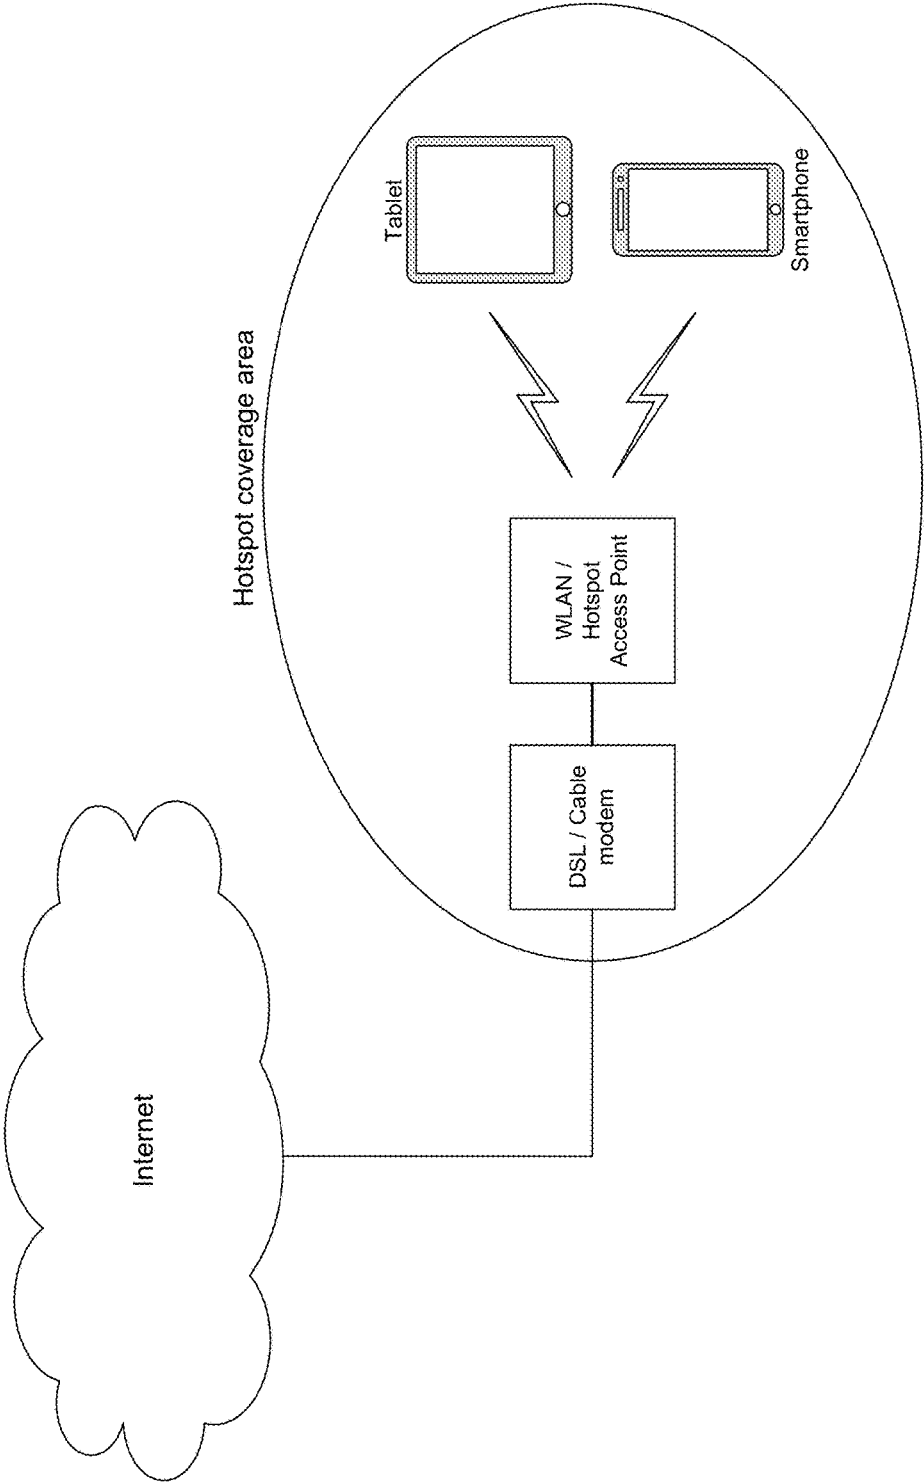 Internet
Hotspot coverage area
DSL / Cable
modem
WLAN /
Hotspot
Access Point
Tablet
Smartphone